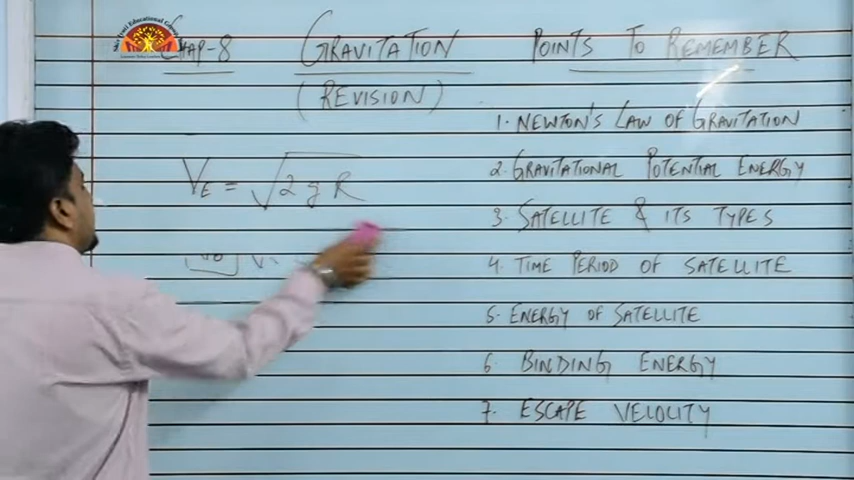 CHAP-8 GRAVITATION POINTS TO REMEMBER
(REVISION)
1. NEWTON'S LAW OF GRAVITATION
2. GRAVITATIONAL POTENTIAL ENERGY
3. SATELLITE & ITS TYPES
4. TIME PERIOD OF SATELLITE
5. ENERGY OF SATELLITE
6. BINDING ENERGY
7. ESCAPE VELOCITY
V_E = √2gR